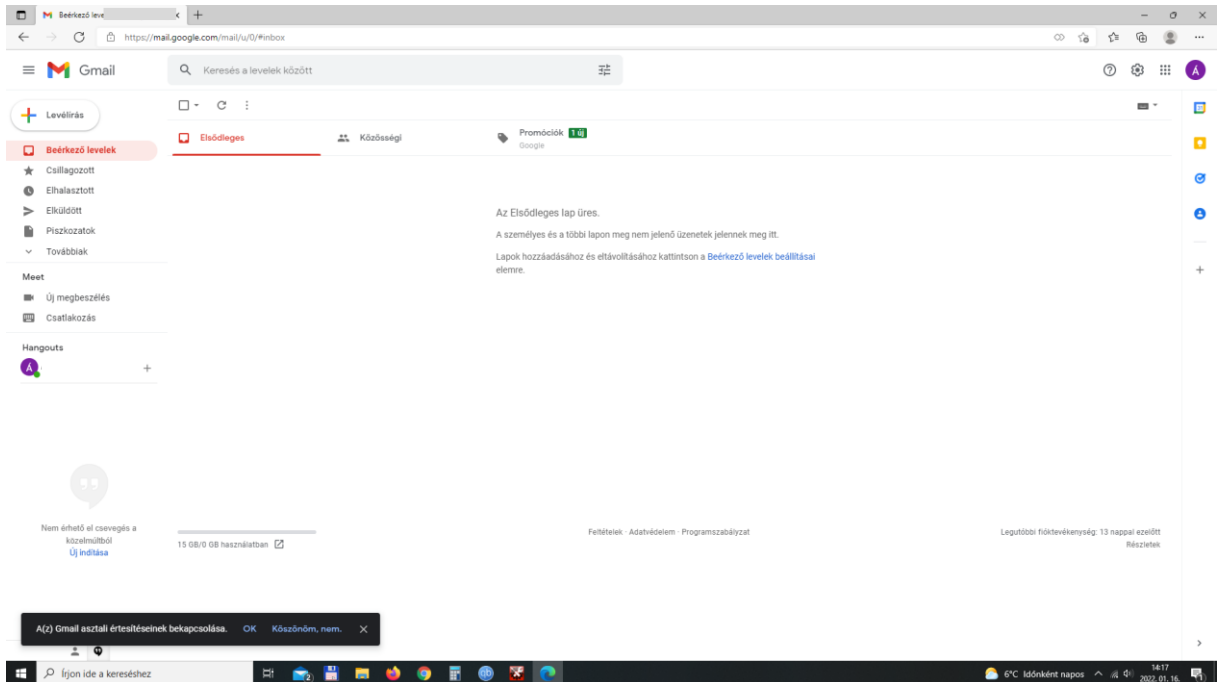 Beérkező leve
https://mail.google.com/mail/u/0/#inbox
Gmail
Keresés a levelek között
Á
Levélírás
Elsődleges
Közösségi
Promóciók 1 új
Google
Beérkező levelek
Csillagozott
Elhalasztott
Elküldött
Piszkozatok
Továbbiak
Az Elsődleges lap üres.
A személyes és a többi lapon meg nem jelenő üzenetek jelennek meg itt.
Lapok hozzáadásához és eltávolításához kattintson a Beérkező levelek beállításai
elemre.
Meet
Új megbeszélés
Csatlakozás
Hangouts
Á
Nem érhető el csevegés a
közelmúltból
Új indítása
15 GB/0 GB használatban
Feltételek · Adatvédelem · Programszabályzat
Legutóbbi fióktevékenység: 13 nappal ezelőtt
Részletek
A(z) Gmail asztali értesítéseinek bekapcsolása. OK Köszönöm, nem.
Írjon ide a kereséshez
6°C Időnként napos
14:17
2022. 01. 16.